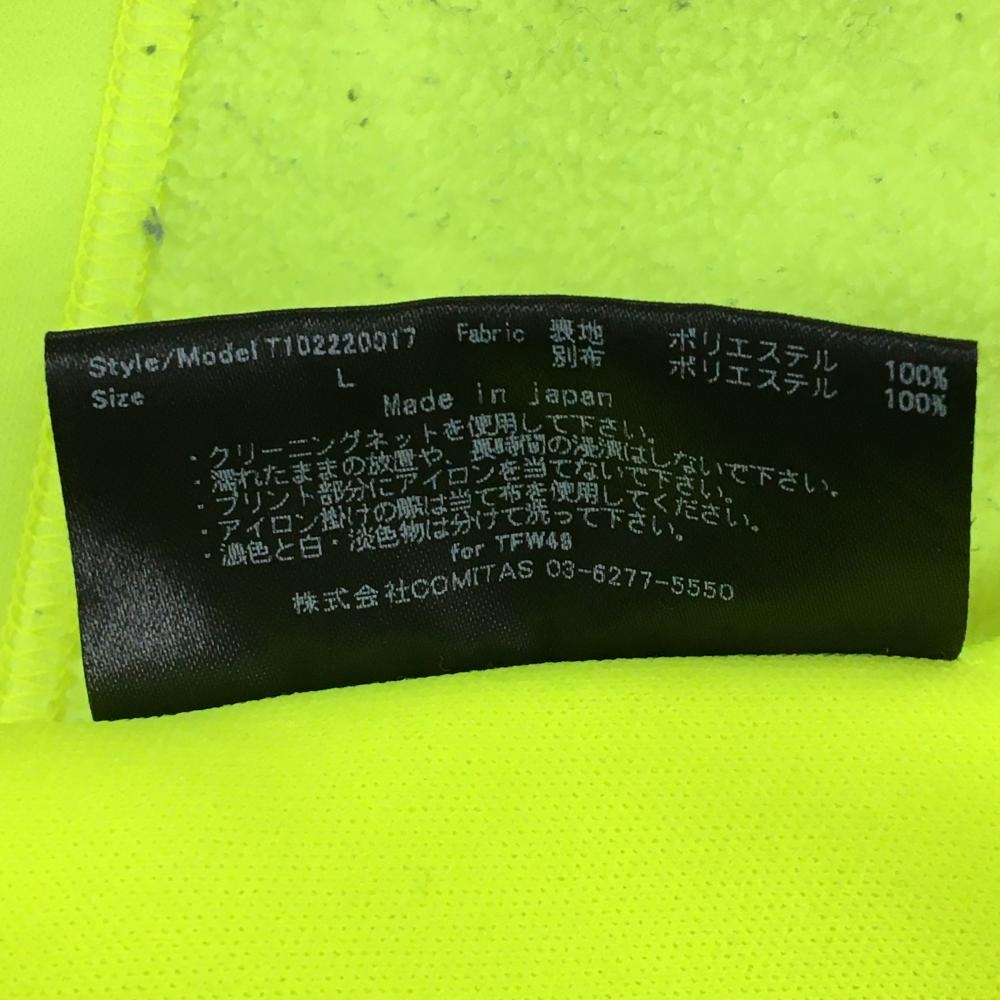 Style/Model T102220017 Fabric 表地 ポリエステル 100%
Size L 別布 ポリエステル 100%
Made in japan
・クリーニングネットを使用して下さい。
・濡れたままの放置や、長時間の浸漬はしないで下さい。
・プリント部分にアイロンを当てないで下さい。
・アイロン掛けの際は当て布を使用してください。
・濃色と白・淡色物は分けて洗って下さい。
for TFW49
株式会社COMITAS 03-6277-5550